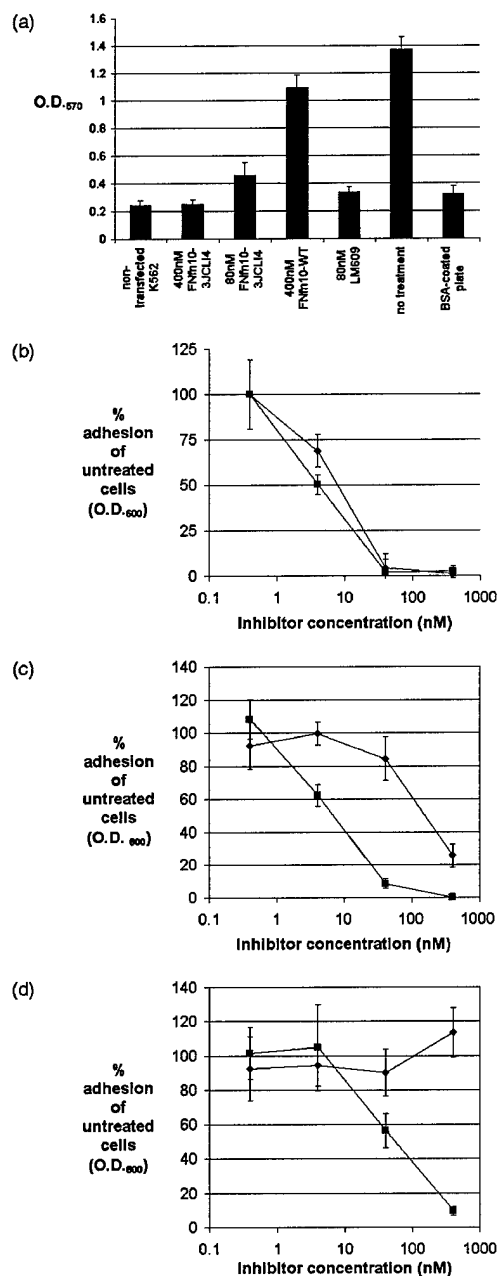 (a)
O.D.570
1.6
1.4
1.2
1
0.8
0.6
0.4
0.2
0
non-
transfected
K562
400nM
FNfn10-
3JCLI4
80nM
FNfn10-
3JCLI4
400nM
FNfn10-WT
80nM
LM609
no treatment
BSA-coated
plate
(b)
%
adhesion
of
untreated
cells
(O.D.600)
125
100
75
50
25
0
0.1
1
10
100
1000
Inhibitor concentration (nM)
(c)
%
adhesion
of
untreated
cells
(O.D. 600)
140
120
100
80
60
40
20
0
0.1
1
10
100
1000
Inhibitor concentration (nM)
(d)
%
adhesion
of
untreated
cells
(O.D.600)
140
120
100
80
60
40
20
0
0.1
1
10
100
1000
Inhibitor concentration (nM)